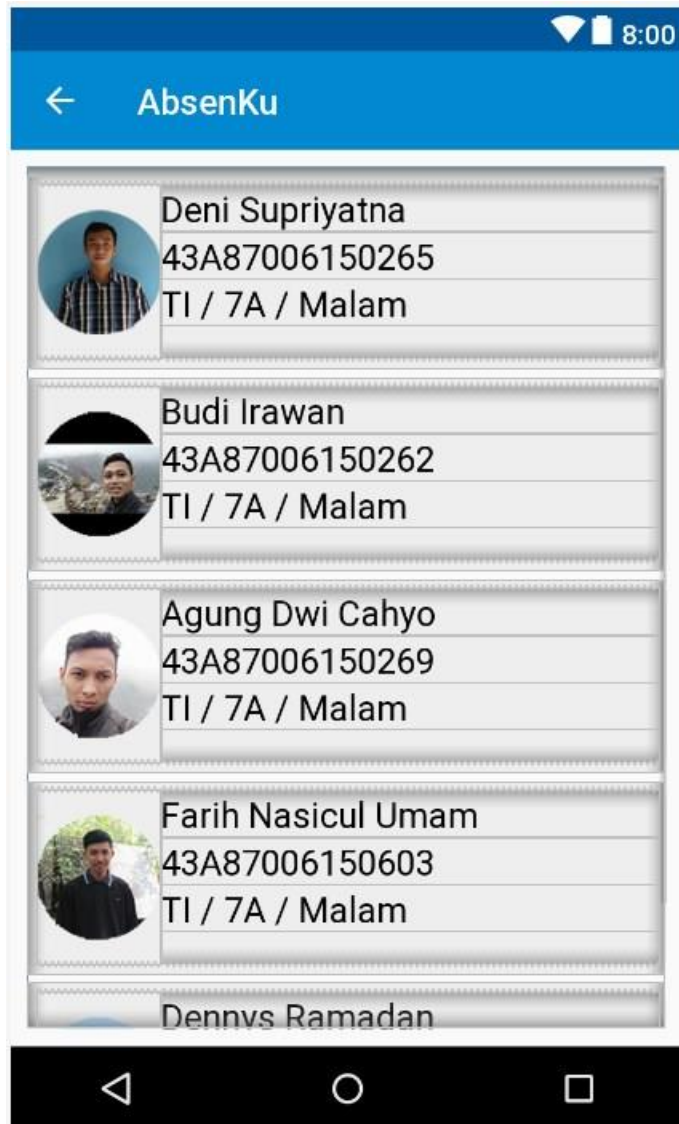 8:00
AbsenKu
Deni Supriyatna
43A87006150265
TI / 7A / Malam
Budi Irawan
43A87006150262
TI / 7A / Malam
Agung Dwi Cahyo
43A87006150269
TI / 7A / Malam
Farih Nasicul Umam
43A87006150603
TI / 7A / Malam
Dennys Ramadan